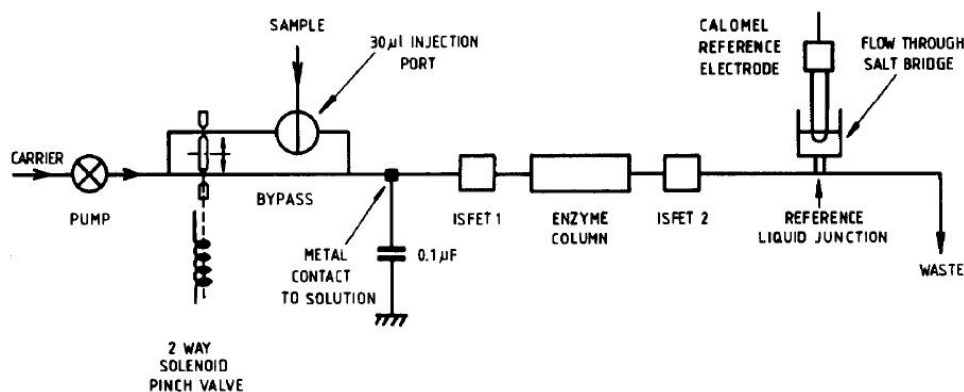 SAMPLE
30µl INJECTION
PORT
CALOMEL
REFERENCE
ELECTRODE
FLOW THROUGH
SALT BRIDGE
CARRIER
PUMP
BYPASS
ISFET 1
ENZYME
COLUMN
ISFET 2
REFERENCE
LIQUID JUNCTION
METAL
CONTACT
TO SOLUTION
0.1µF
WASTE
2 WAY
SOLENOID
PINCH VALVE